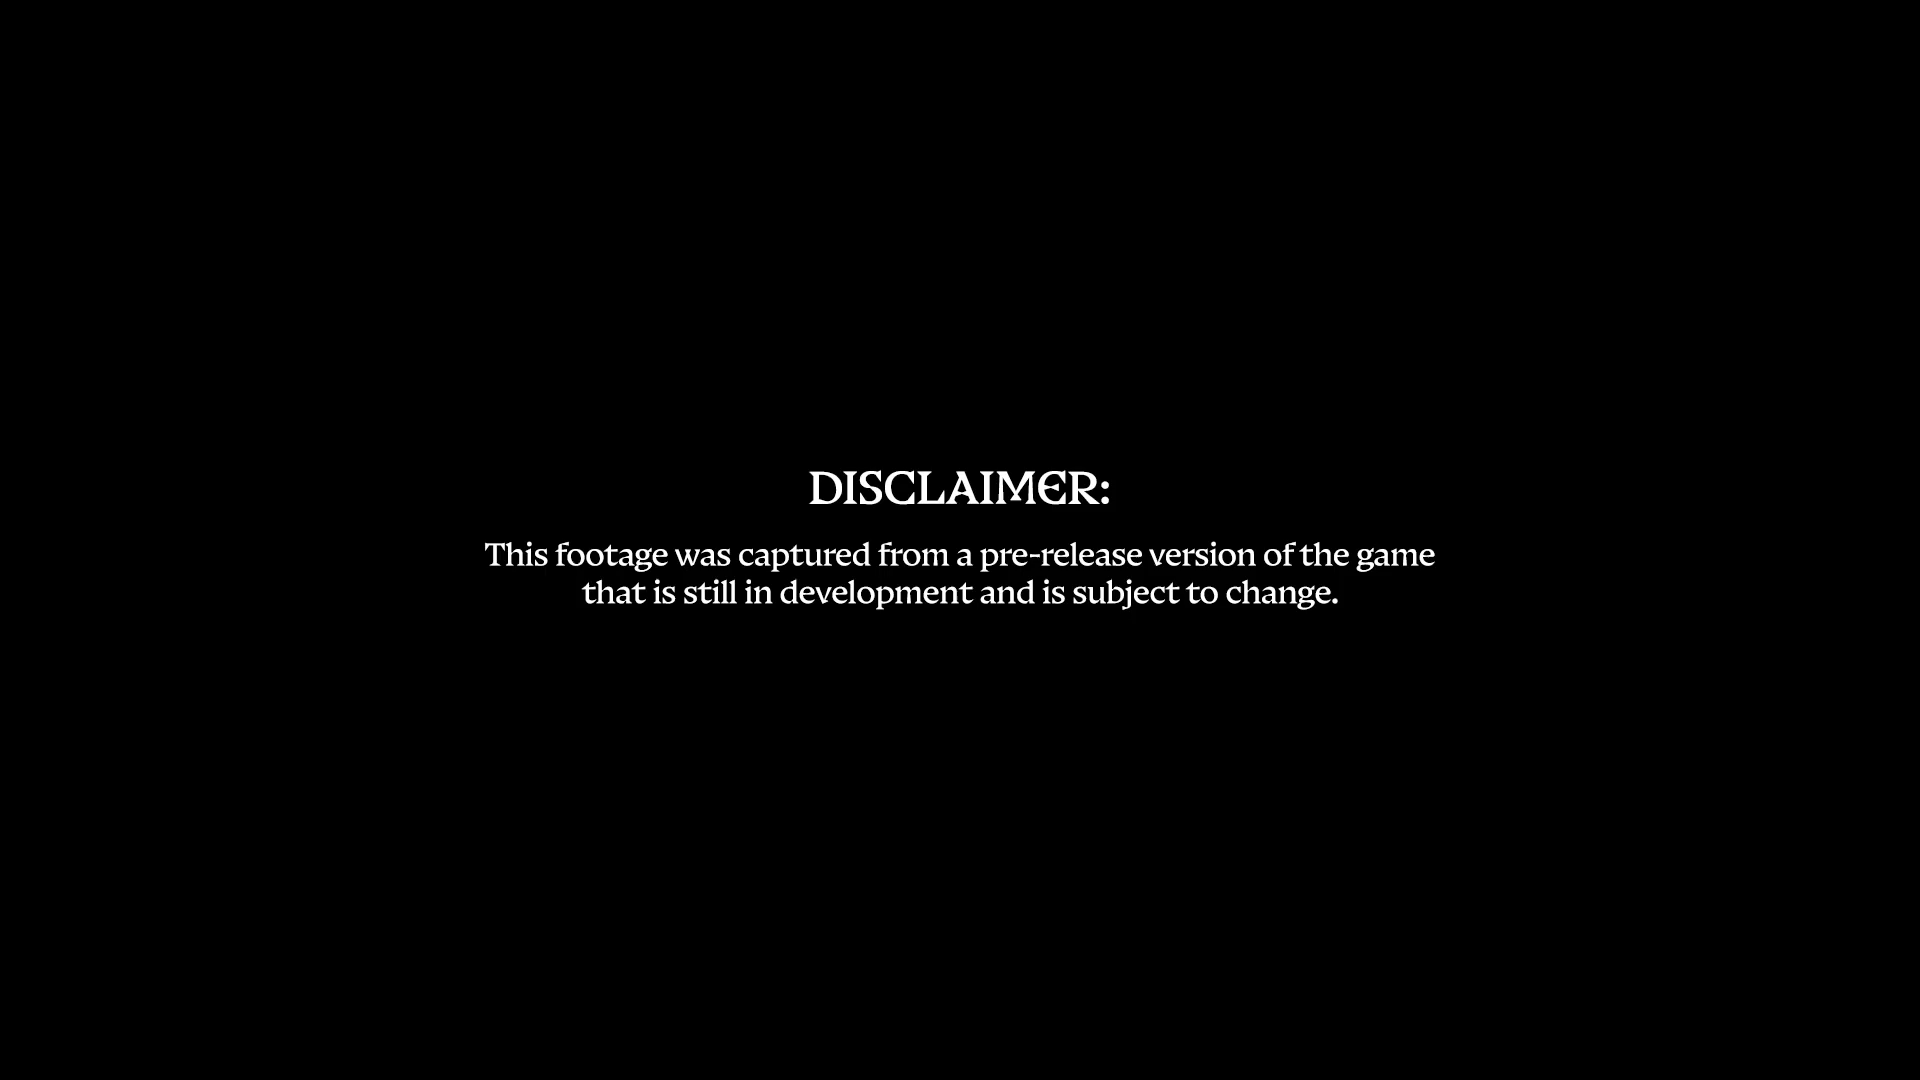 DISCLAIMER:
This footage was captured from a pre-release version of the game
that is still in development and is subject to change.